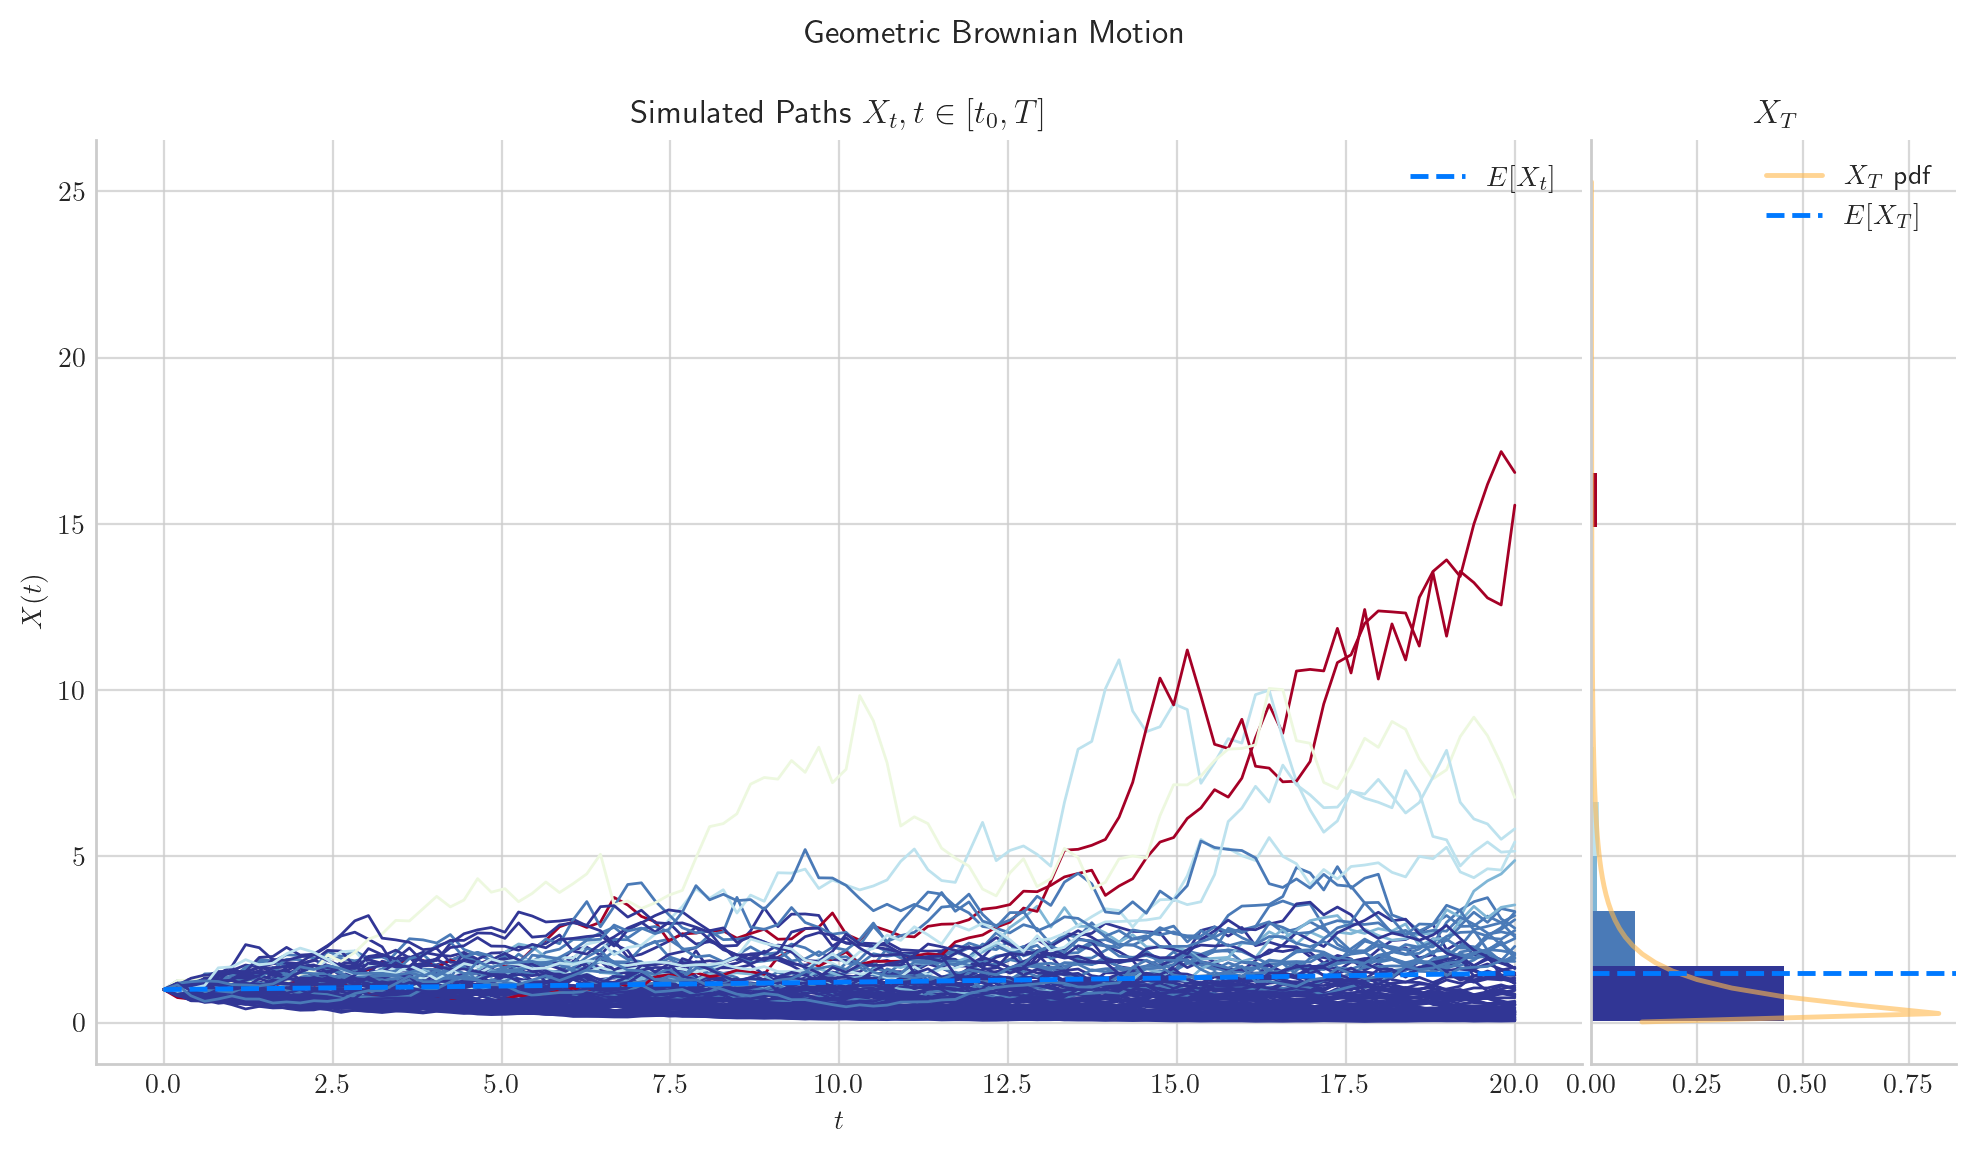 Geometric Brownian Motion
Simulated Paths $X_t, t \in [t_0, T]$
$X_T$
$E[X_t]$
$X_T$ pdf
$E[X_T]$
25
20
15
10
5
0
$X(t)$
0.0 2.5 5.0 7.5 10.0 12.5 15.0 17.5 20.0
0.00 0.25 0.50 0.75
$t$